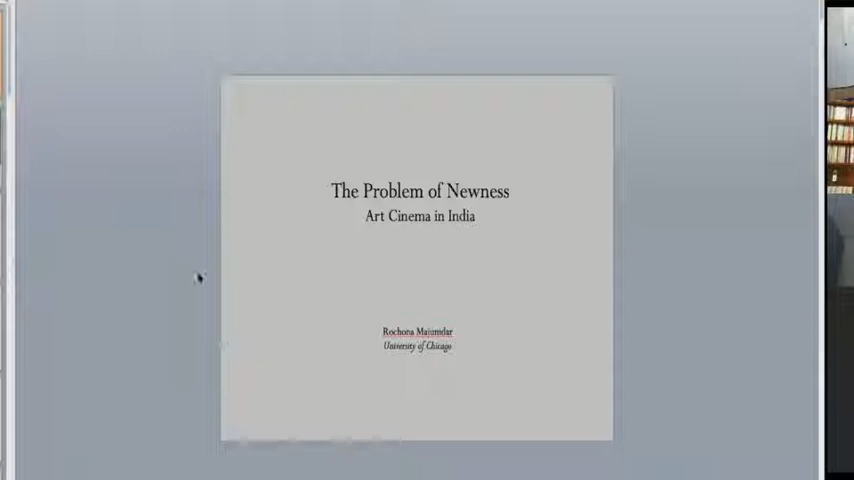 The Problem of Newness
Art Cinema in India
Rochona Majumdar
University of Chicago